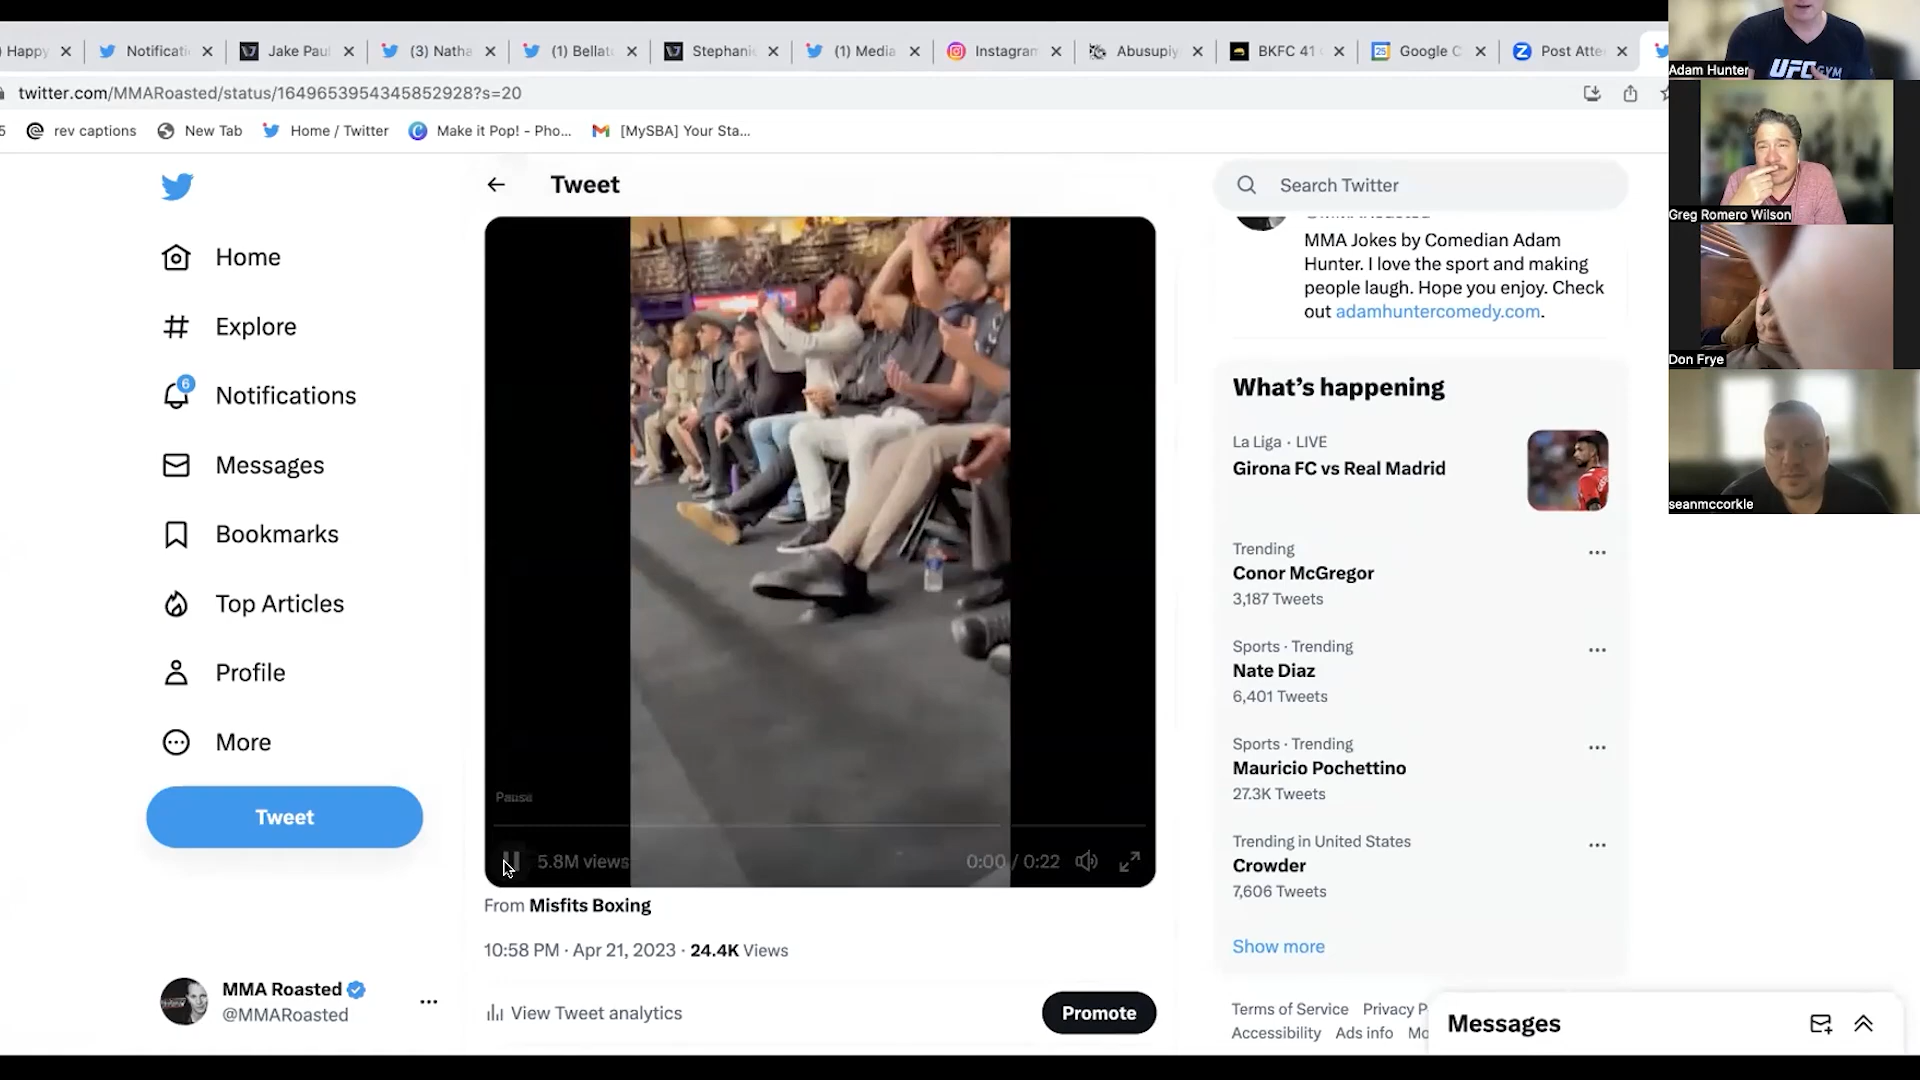 Happy
Notificati
Jake Paul
(3) Natha
(1) Bellat
Stephanie
(1) Media
Instagram
Abusupiy
BKFC 41
Google C
Post Atte
twitter.com/MMARoasted/status/1649653954345852928?s=20
rev captions
New Tab
Home / Twitter
Make it Pop! - Pho...
[MySBA] Your Sta...
Home
Explore
6
Notifications
Messages
Bookmarks
Top Articles
Profile
More
Tweet
MMA Roasted
@MMARoasted
Tweet
Pause
5.8M views
0:00 / 0:22
From Misfits Boxing
10:58 PM · Apr 21, 2023 · 24.4K Views
View Tweet analytics
Promote
Search Twitter
MMA Jokes by Comedian Adam
Hunter. I love the sport and making
people laugh. Hope you enjoy. Check
out adamhuntercomedy.com.
What's happening
La Liga · LIVE
Girona FC vs Real Madrid
Trending
Conor McGregor
3,187 Tweets
Sports · Trending
Nate Diaz
6,401 Tweets
Sports · Trending
Mauricio Pochettino
27.3K Tweets
Trending in United States
Crowder
7,606 Tweets
Show more
Terms of Service Privacy P
Accessibility Ads info Mo
Messages
UFC GYM
Adam Hunter
Greg Romero Wilson
Don Frye
seanmccorkle